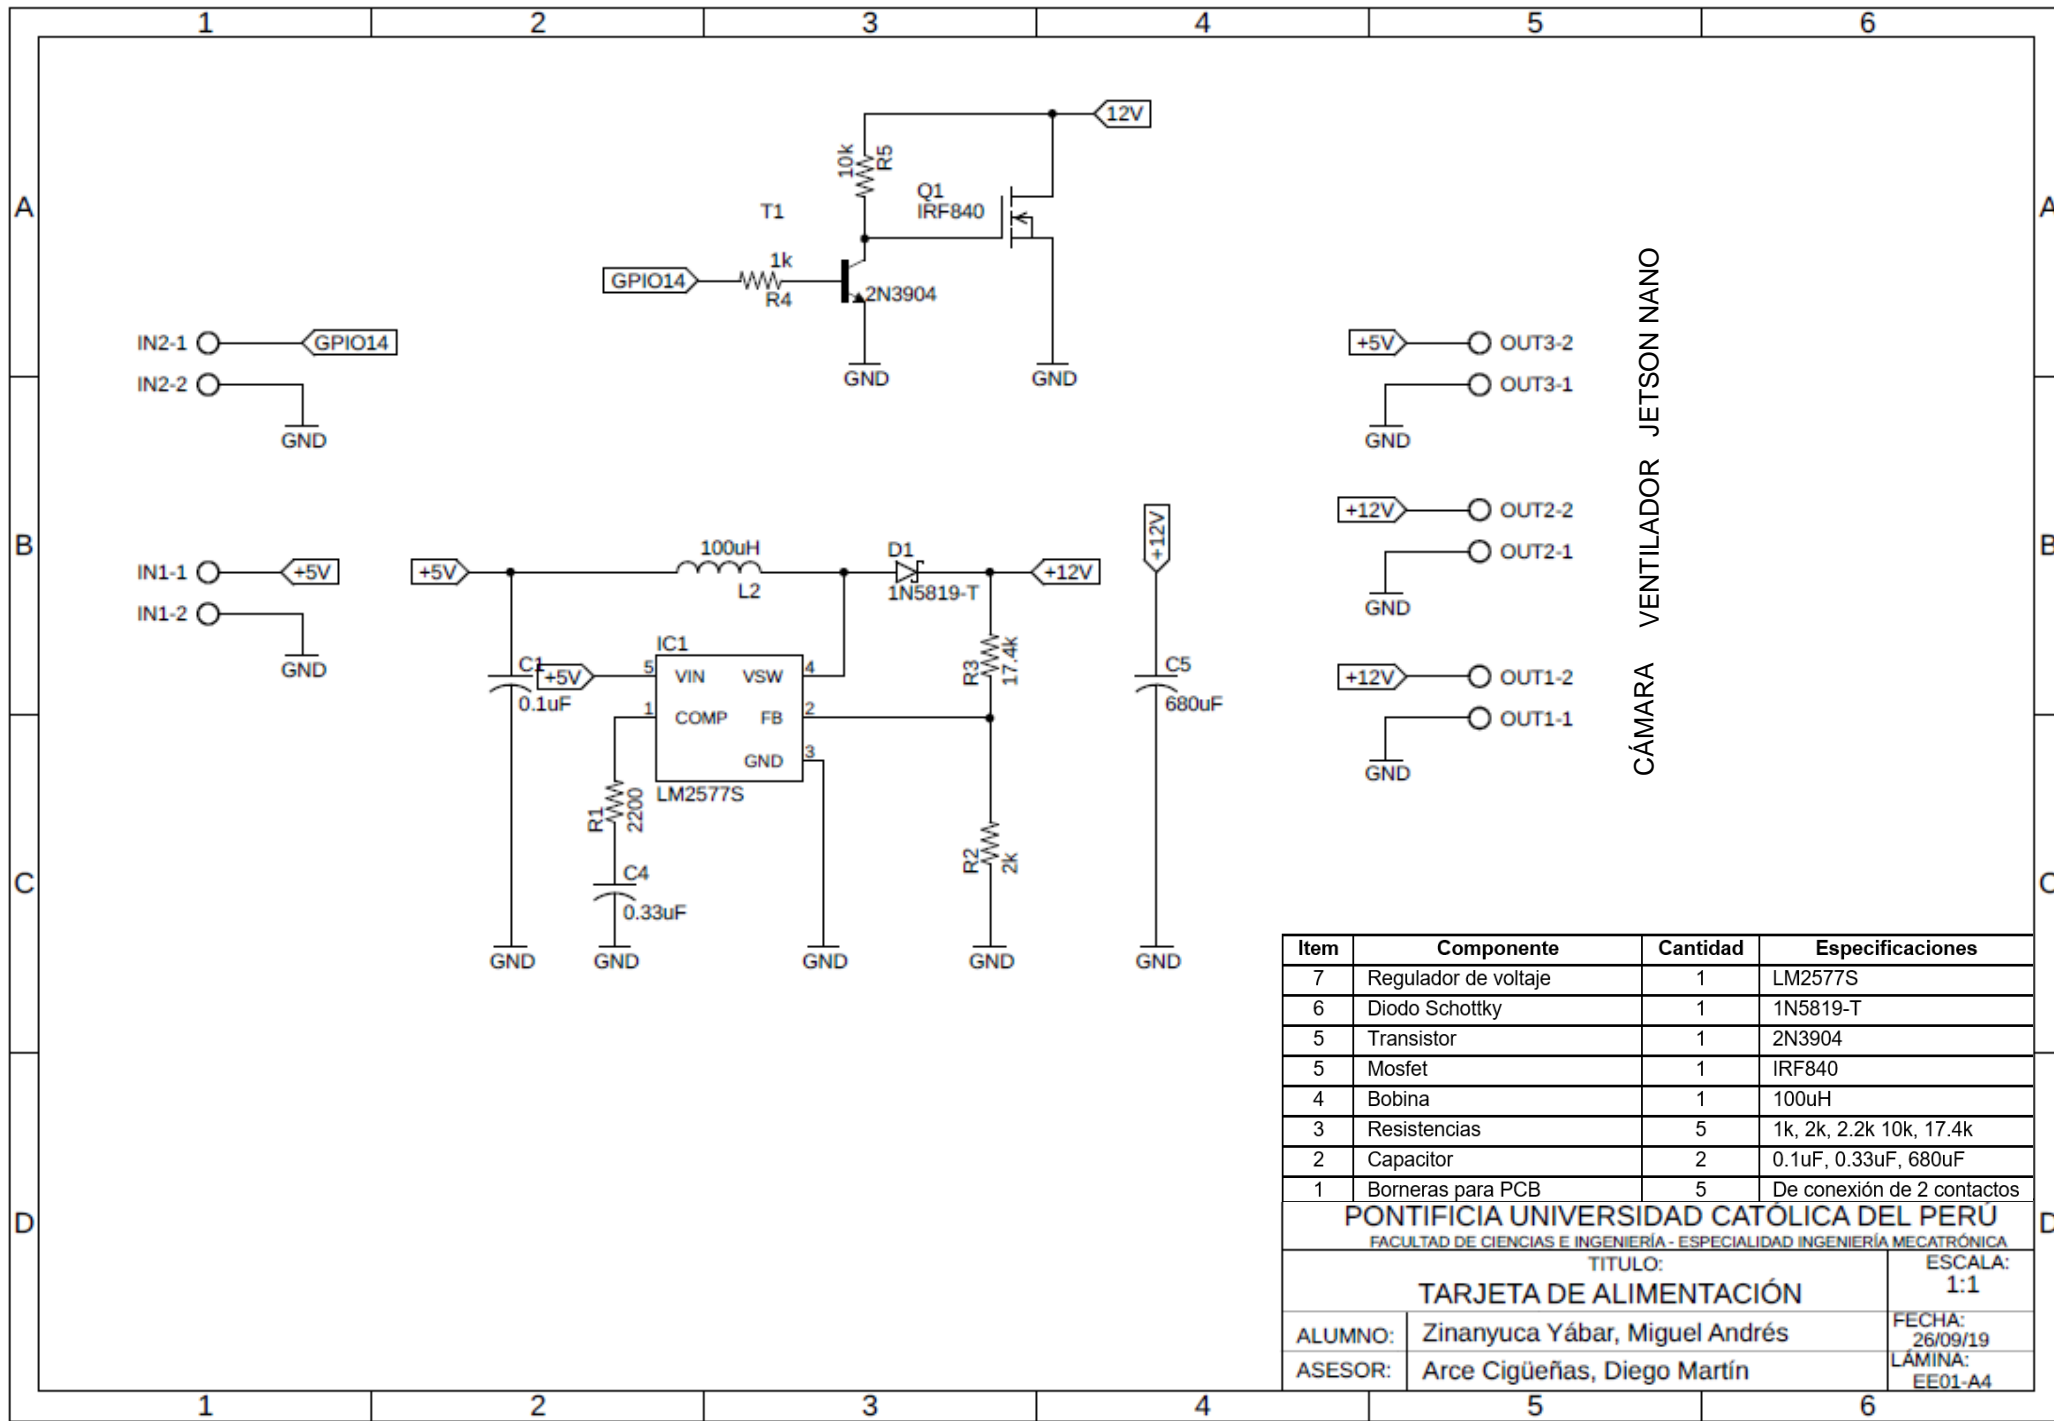 1 2 3 4 5 6
A A
B B
C C
D D
12V
10k
R5
Q1
IRF840
T1
1k
GPIO14
R4
2N3904
GND
GND
IN2-1
GPIO14
IN2-2
GND
IN1-1
+5V
IN1-2
GND
+5V
100uH
L2
D1
1N5819-T
+12V
C1
0.1uF
+5V
IC1
5 VIN VSW 4
1 COMP FB 2
GND 3
LM2577S
R3
17.4k
R1
2200
C4
0.33uF
R2
2k
+12V
C5
680uF
GND
GND
GND
GND
GND
+5V OUT3-2
OUT3-1
GND
+12V OUT2-2
OUT2-1
GND
+12V OUT1-2
OUT1-1
GND
CÁMARA VENTILADOR JETSON NANO
Item Componente Cantidad Especificaciones
7 Regulador de voltaje 1 LM2577S
6 Diodo Schottky 1 1N5819-T
5 Transistor 1 2N3904
5 Mosfet 1 IRF840
4 Bobina 1 100uH
3 Resistencias 5 1k, 2k, 2.2k 10k, 17.4k
2 Capacitor 2 0.1uF, 0.33uF, 680uF
1 Borneras para PCB 5 De conexión de 2 contactos
PONTIFICIA UNIVERSIDAD CATÓLICA DEL PERÚ
FACULTAD DE CIENCIAS E INGENIERÍA - ESPECIALIDAD INGENIERÍA MECATRÓNICA
TITULO:
TARJETA DE ALIMENTACIÓN
ESCALA:
1:1
ALUMNO: Zinanyuca Yábar, Miguel Andrés
FECHA:
26/09/19
ASESOR: Arce Cigüeñas, Diego Martín
LÁMINA:
EE01-A4
1 2 3 4 5 6